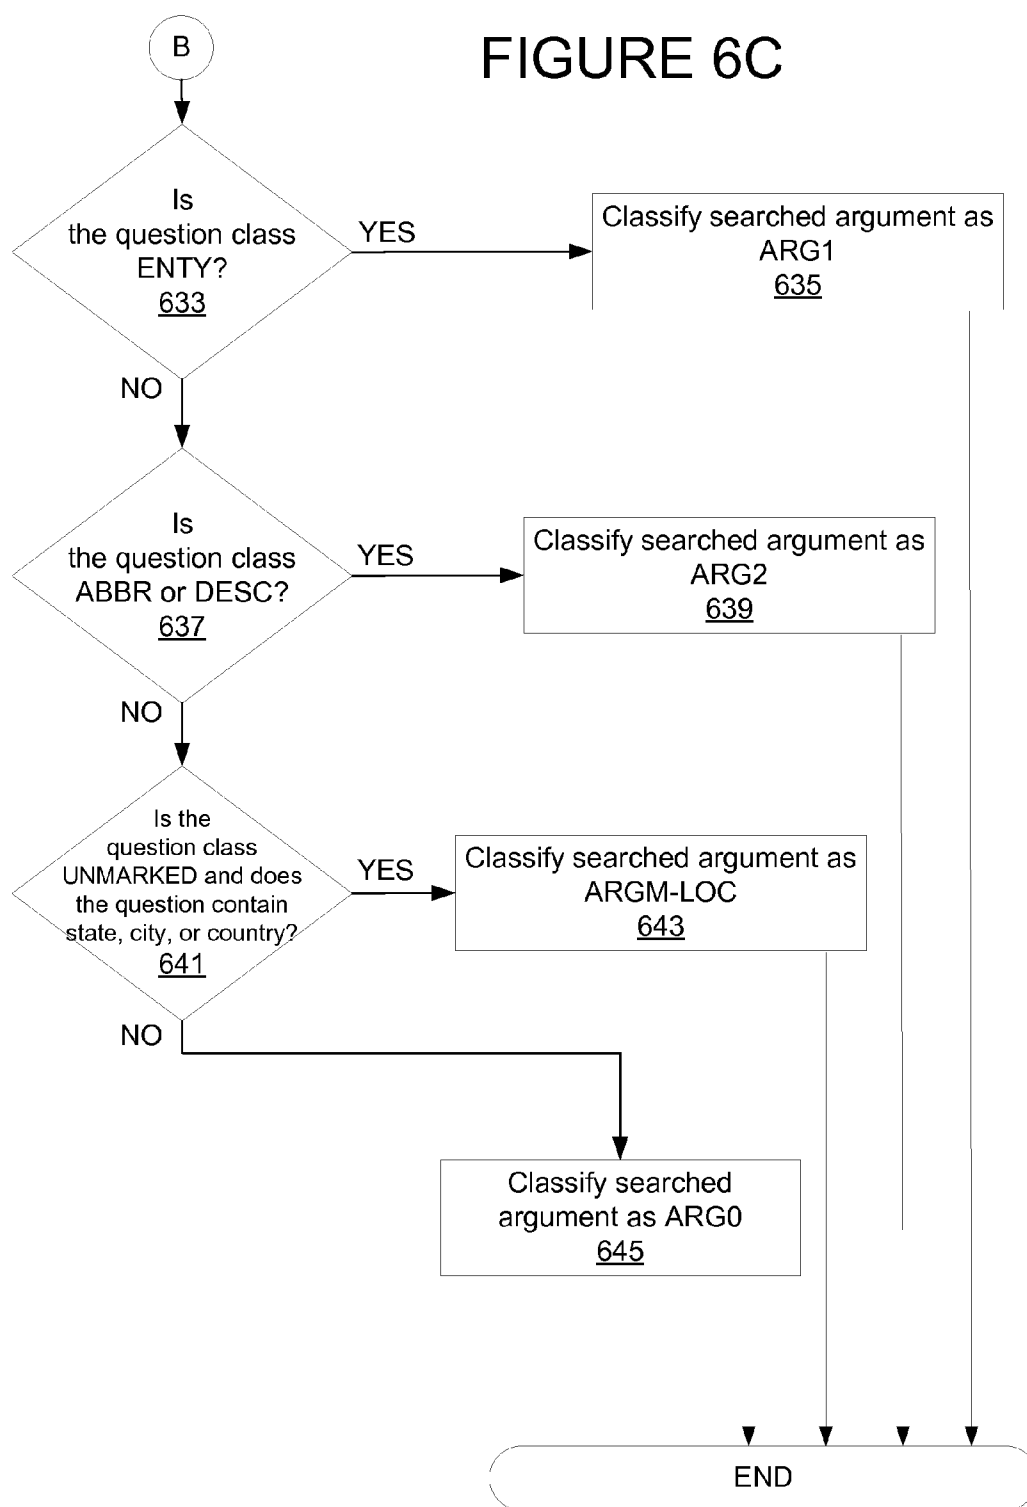 B
FIGURE 6C
Is
the question class
ENTY?
633
YES
Classify searched argument as
ARG1
635
NO
Is
the question class
ABBR or DESC?
637
YES
Classify searched argument as
ARG2
639
NO
Is the
question class
UNMARKED and does
the question contain
state, city, or country?
641
YES
Classify searched argument as
ARGM-LOC
643
NO
Classify searched
argument as ARG0
645
END